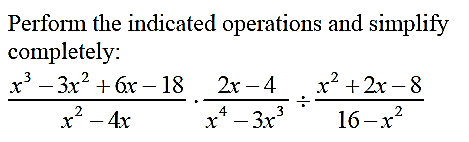 Perform the indicated operations and simplify
completely:
(x³ − 3x² + 6x − 18)/(x² − 4x) · (2x − 4)/(x⁴ − 3x³) ÷ (x² + 2x − 8)/(16 − x²)